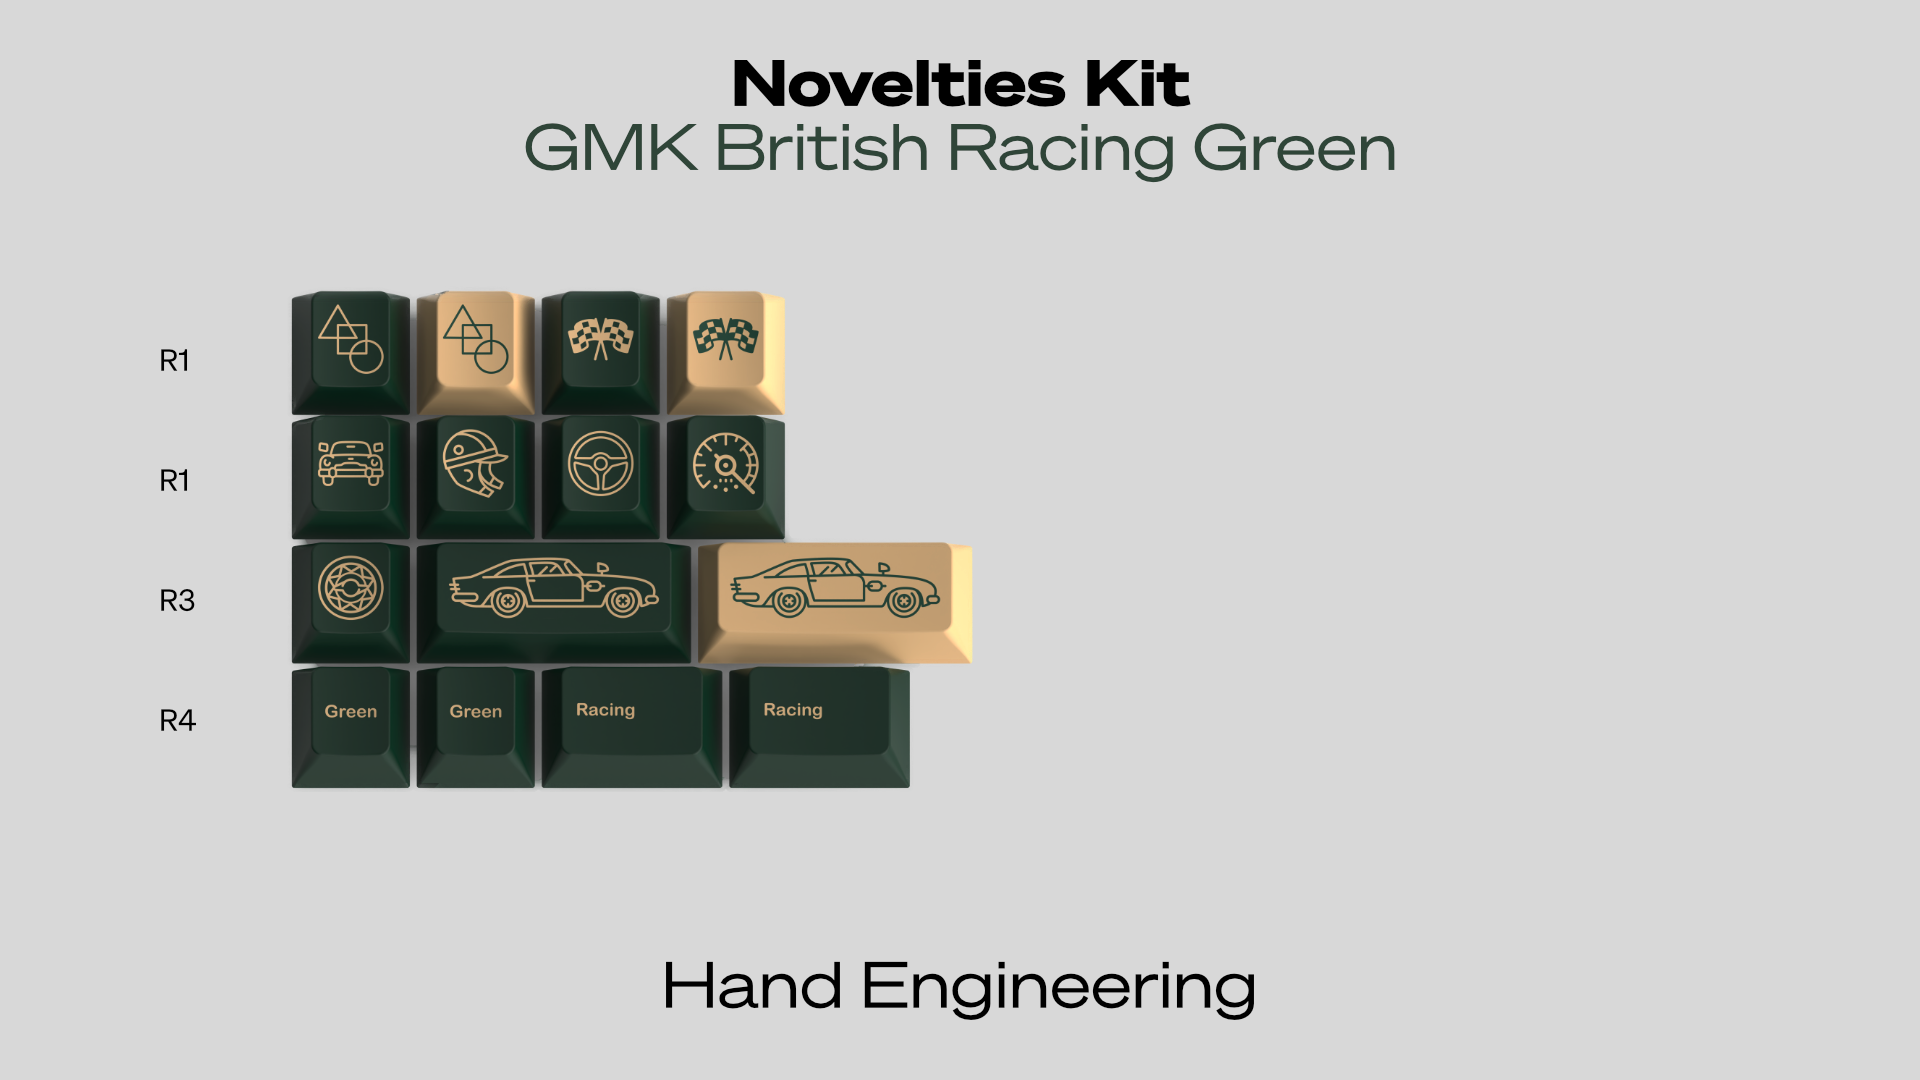 Novelties Kit
GMK British Racing Green
R1
R1
R3
R4
Green
Green
Racing
Racing
Hand Engineering